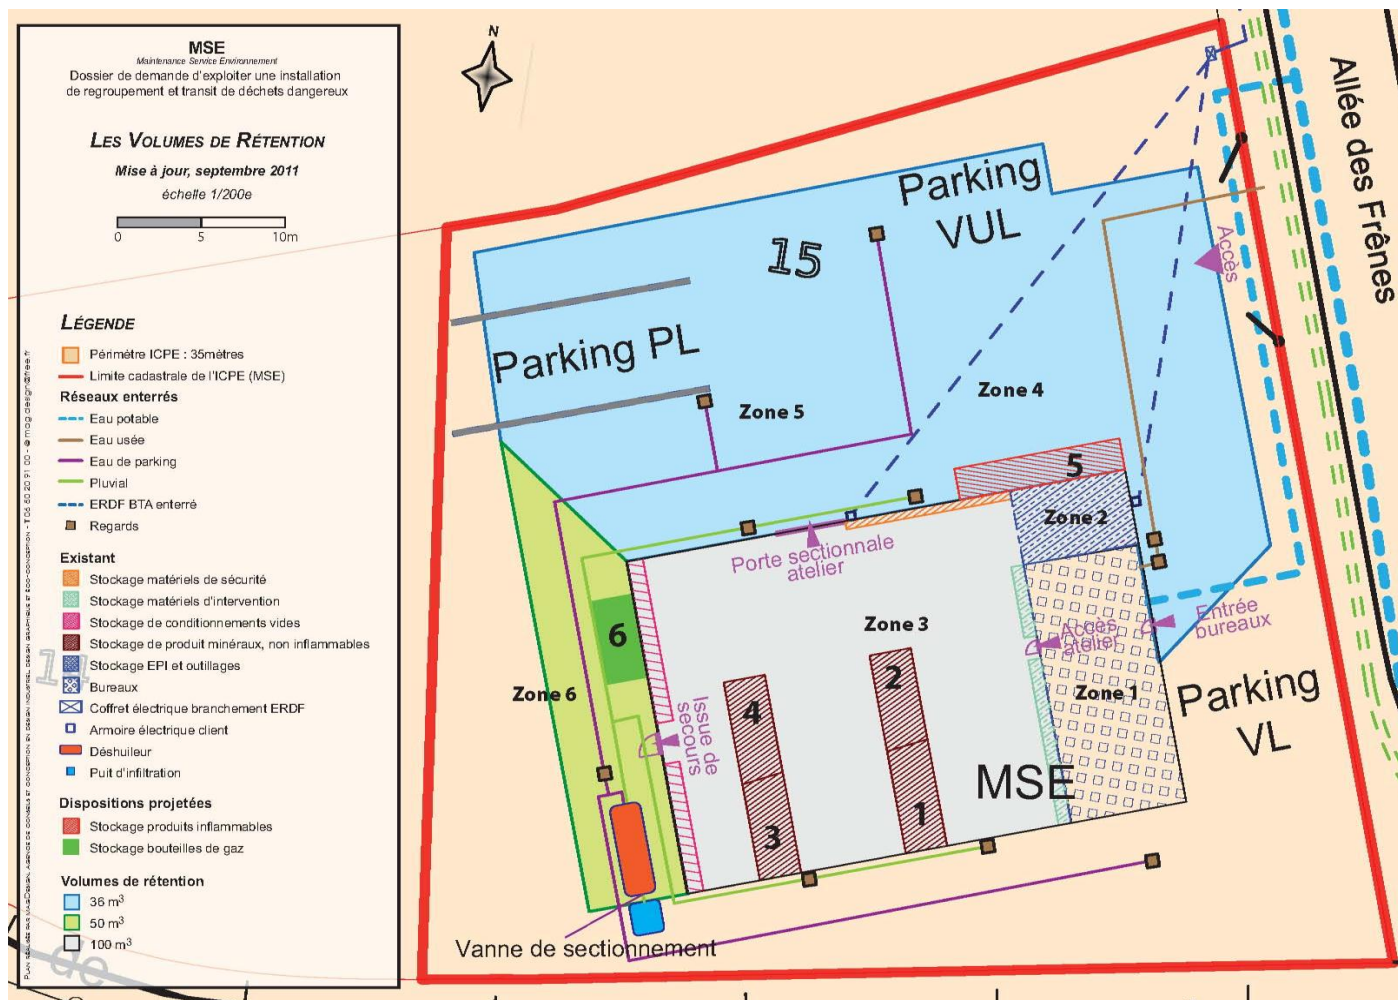 MSE
Maintenance Service Environnement
Dossier de demande d'exploiter une installation
de regroupement et transit de déchets dangereux
LES VOLUMES DE RÉTENTION
Mise à jour, septembre 2011
échelle 1/200e
0 5 10m
LÉGENDE
Périmètre ICPE : 35mètres
Limite cadastrale de l'ICPE (MSE)
Réseaux enterrés
Eau potable
Eau usée
Eau de parking
Pluvial
ERDF BTA enterré
Regards
Existant
Stockage matériels de sécurité
Stockage matériels d'intervention
Stockage de conditionnements vides
Stockage de produit minéraux, non inflammables
Stockage EPI et outillages
Bureaux
Coffret électrique branchement ERDF
Armoire électrique client
Déshuileur
Puit d'infiltration
Dispositions projetées
Stockage produits inflammables
Stockage bouteilles de gaz
Volumes de rétention
36 m³
50 m³
100 m³
N
Allée des Frênes
Parking
VUL
15
Accès
Parking PL
Zone 5
Zone 4
5
Zone 2
Porte sectionnale
atelier
Zone 3
Entrée
bureaux
Accès
atelier
6
Zone 6
2
4
Issue de
secours
Zone 1
Parking
VL
MSE
1
3
Vanne de sectionnement
de